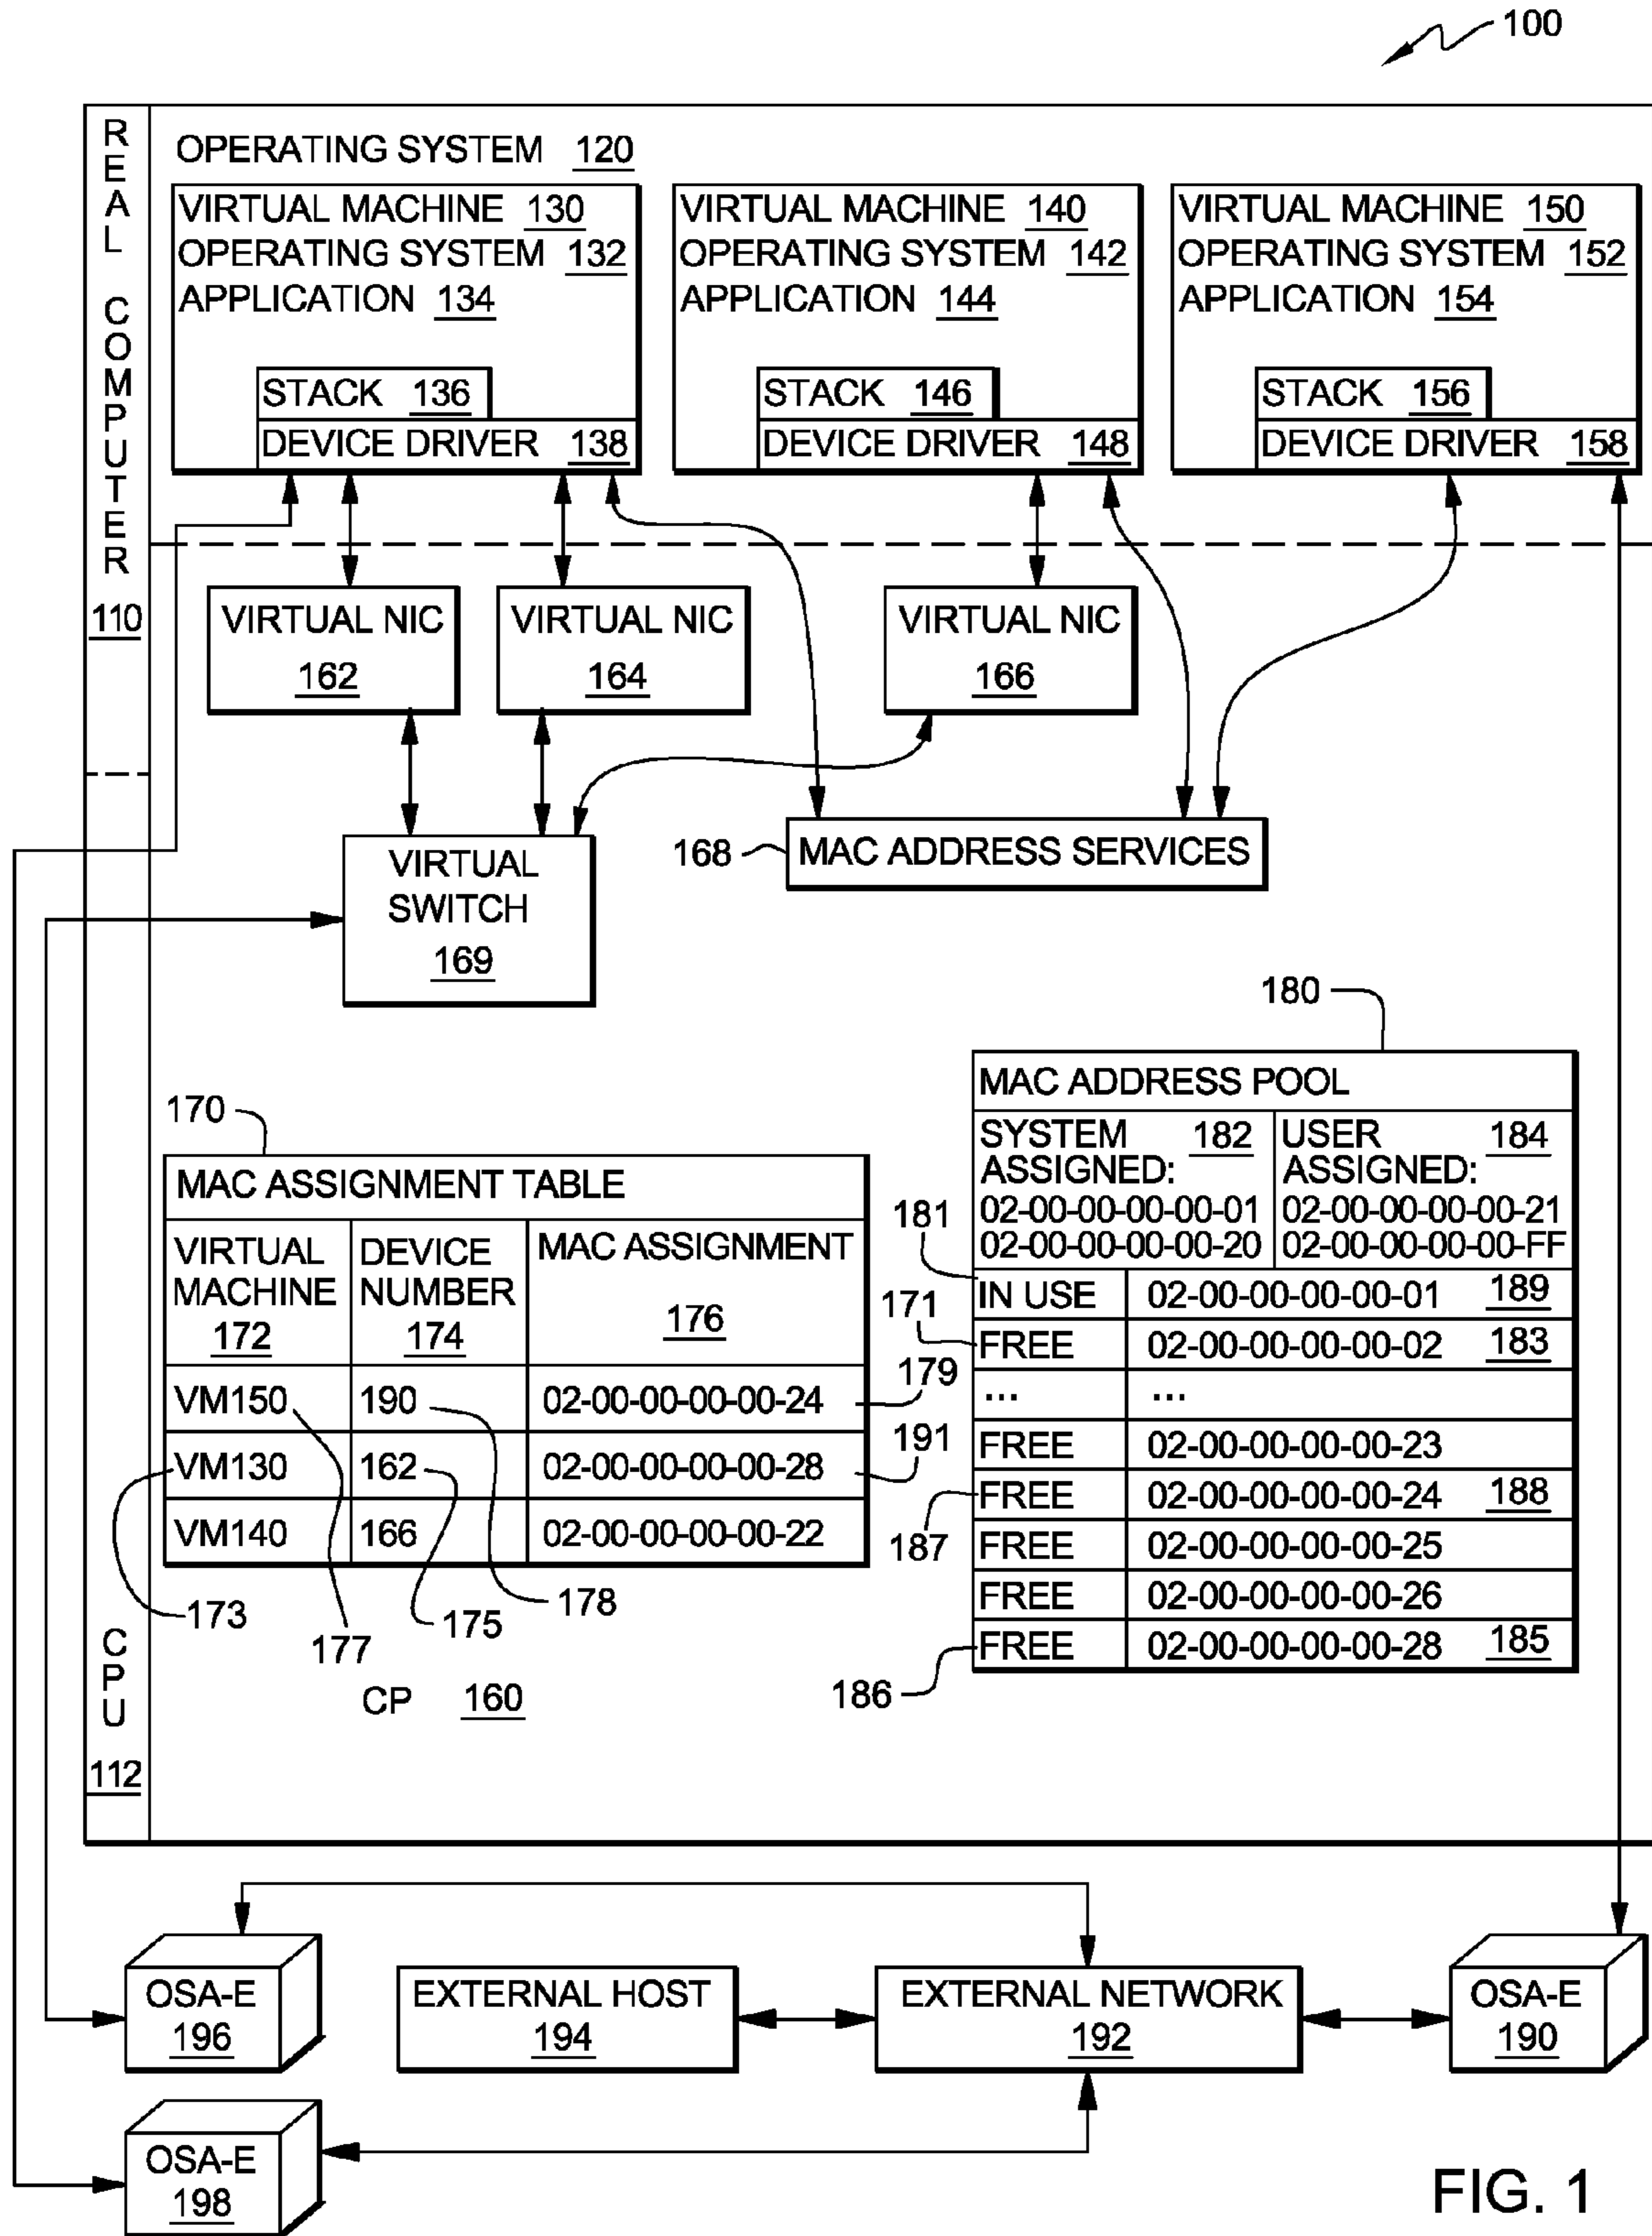 100
REAL COMPUTER
110
CPU
112
OPERATING SYSTEM 120
VIRTUAL MACHINE 130
OPERATING SYSTEM 132
APPLICATION 134
STACK 136
DEVICE DRIVER 138
VIRTUAL MACHINE 140
OPERATING SYSTEM 142
APPLICATION 144
STACK 146
DEVICE DRIVER 148
VIRTUAL MACHINE 150
OPERATING SYSTEM 152
APPLICATION 154
STACK 156
DEVICE DRIVER 158
VIRTUAL NIC
162
VIRTUAL NIC
164
VIRTUAL NIC
166
VIRTUAL
SWITCH
169
168
MAC ADDRESS SERVICES
170
MAC ASSIGNMENT TABLE
VIRTUAL
MACHINE
172
DEVICE
NUMBER
174
MAC ASSIGNMENT
176
VM150 190 02-00-00-00-00-24
VM130 162 02-00-00-00-00-28
VM140 166 02-00-00-00-00-22
179
191
173
177
175
178
CP 160
180
MAC ADDRESS POOL
SYSTEM 182
ASSIGNED:
02-00-00-00-00-01
02-00-00-00-00-20
USER 184
ASSIGNED:
02-00-00-00-00-21
02-00-00-00-00-FF
181
IN USE 02-00-00-00-00-01 189
171
FREE 02-00-00-00-00-02 183
... ...
FREE 02-00-00-00-00-23
FREE 02-00-00-00-00-24 188
187
FREE 02-00-00-00-00-25
FREE 02-00-00-00-00-26
FREE 02-00-00-00-00-28 185
186
OSA-E
196
EXTERNAL HOST
194
EXTERNAL NETWORK
192
OSA-E
190
OSA-E
198
FIG. 1